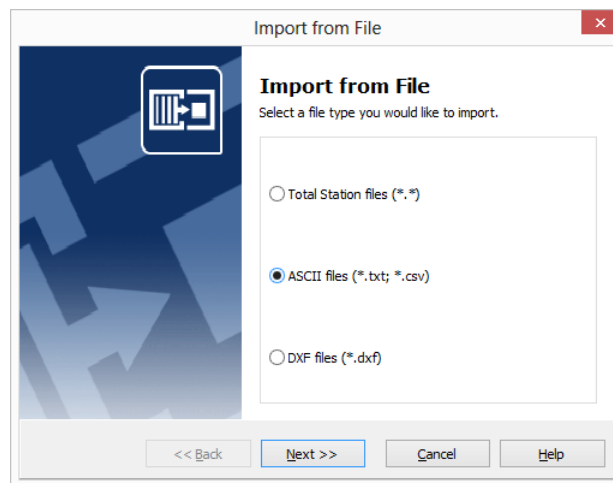 Import from File
x
Import from File
Select a file type you would like to import.
Total Station files (*.*)
ASCII files (*.txt; *.csv)
DXF files (*.dxf)
<< Back
Next >>
Cancel
Help